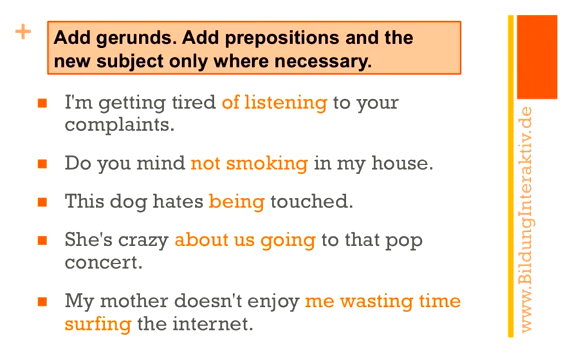 +
Add gerunds. Add prepositions and the
new subject only where necessary.
I'm getting tired of listening to your
complaints.
Do you mind not smoking in my house.
This dog hates being touched.
She's crazy about us going to that pop
concert.
My mother doesn't enjoy me wasting time
surfing the internet.
www.BildungInteraktiv.de